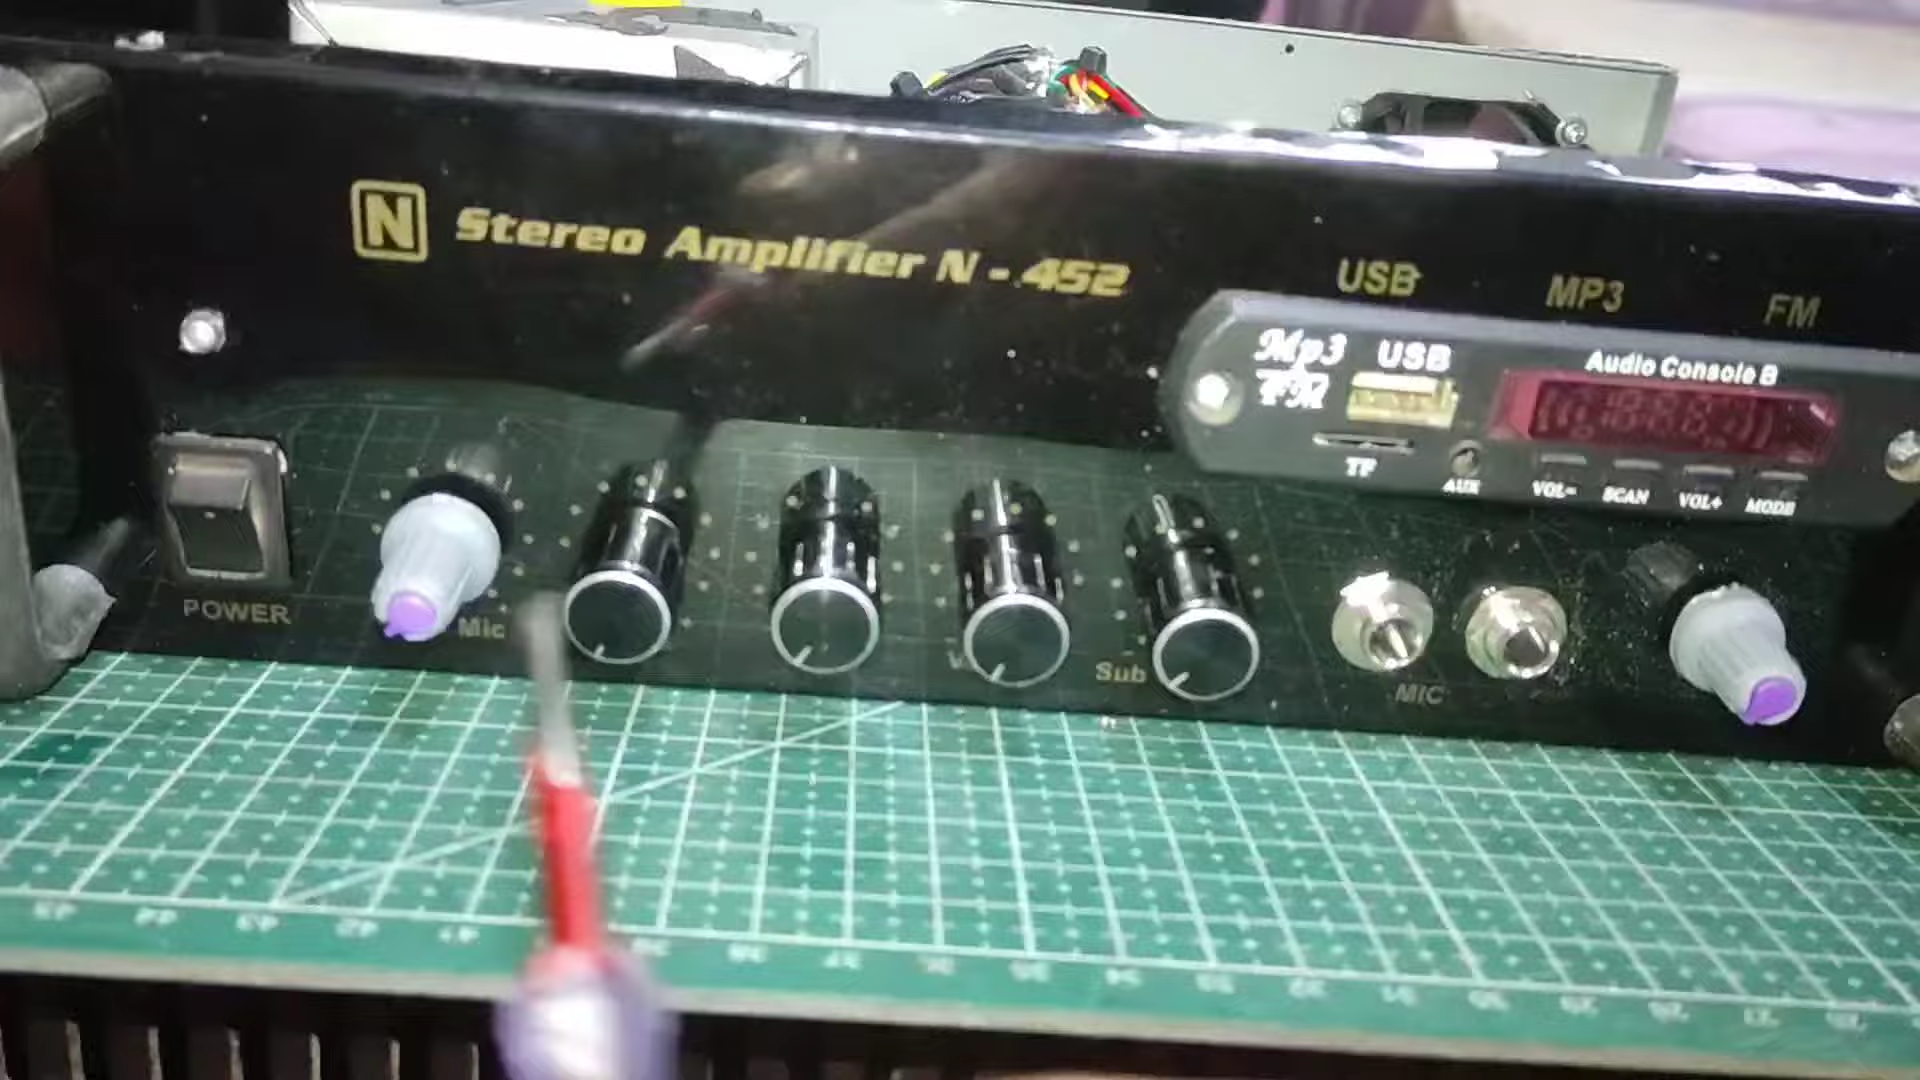 N Stereo Amplifier N - 452
USB MP3 FM
Mp3 USB Audio Console B
FM
TF AUX VOL- SCAN VOL+ MODE
POWER Mic Sub MIC